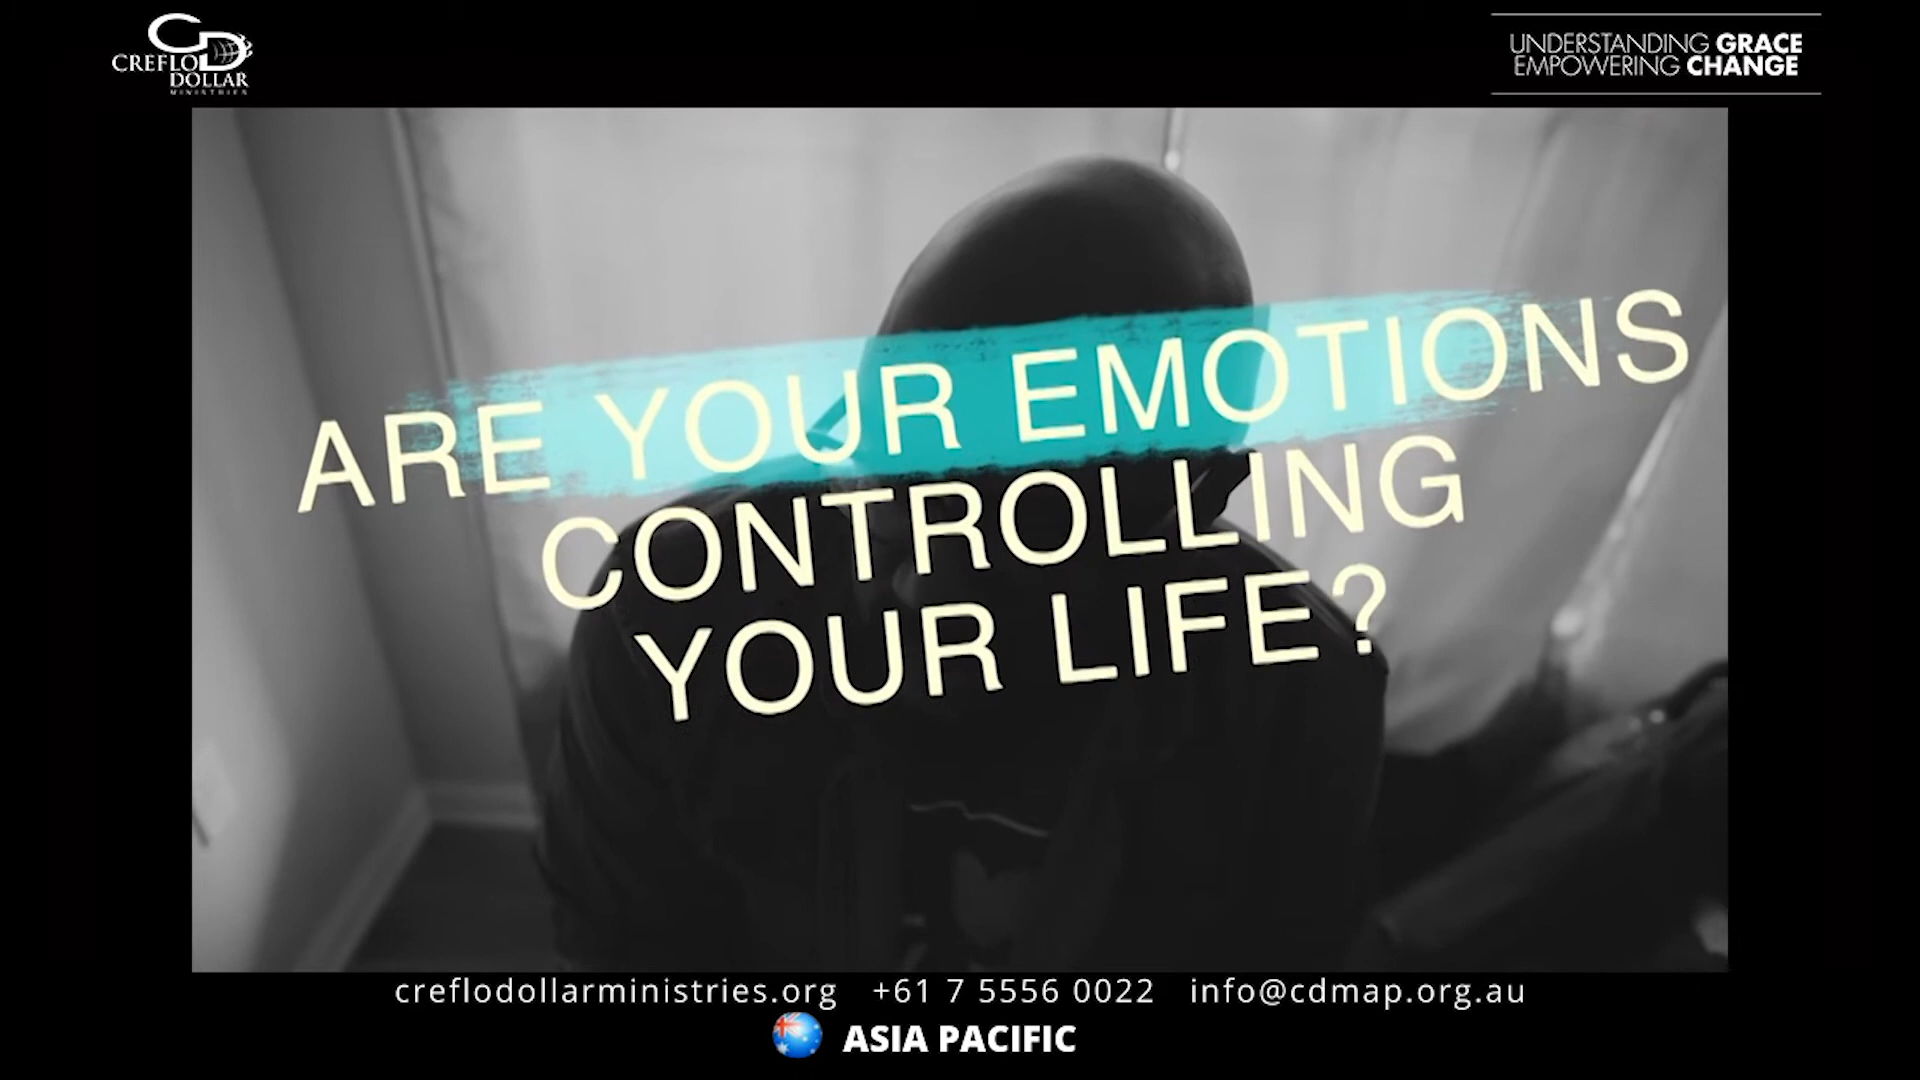 CREFLO
DOLLAR
MINISTRIES
UNDERSTANDING GRACE
EMPOWERING CHANGE
ARE YOUR EMOTIONS
CONTROLLING
YOUR LIFE?
creflodollarministries.org +61 7 5556 0022 info@cdmap.org.au
ASIA PACIFIC